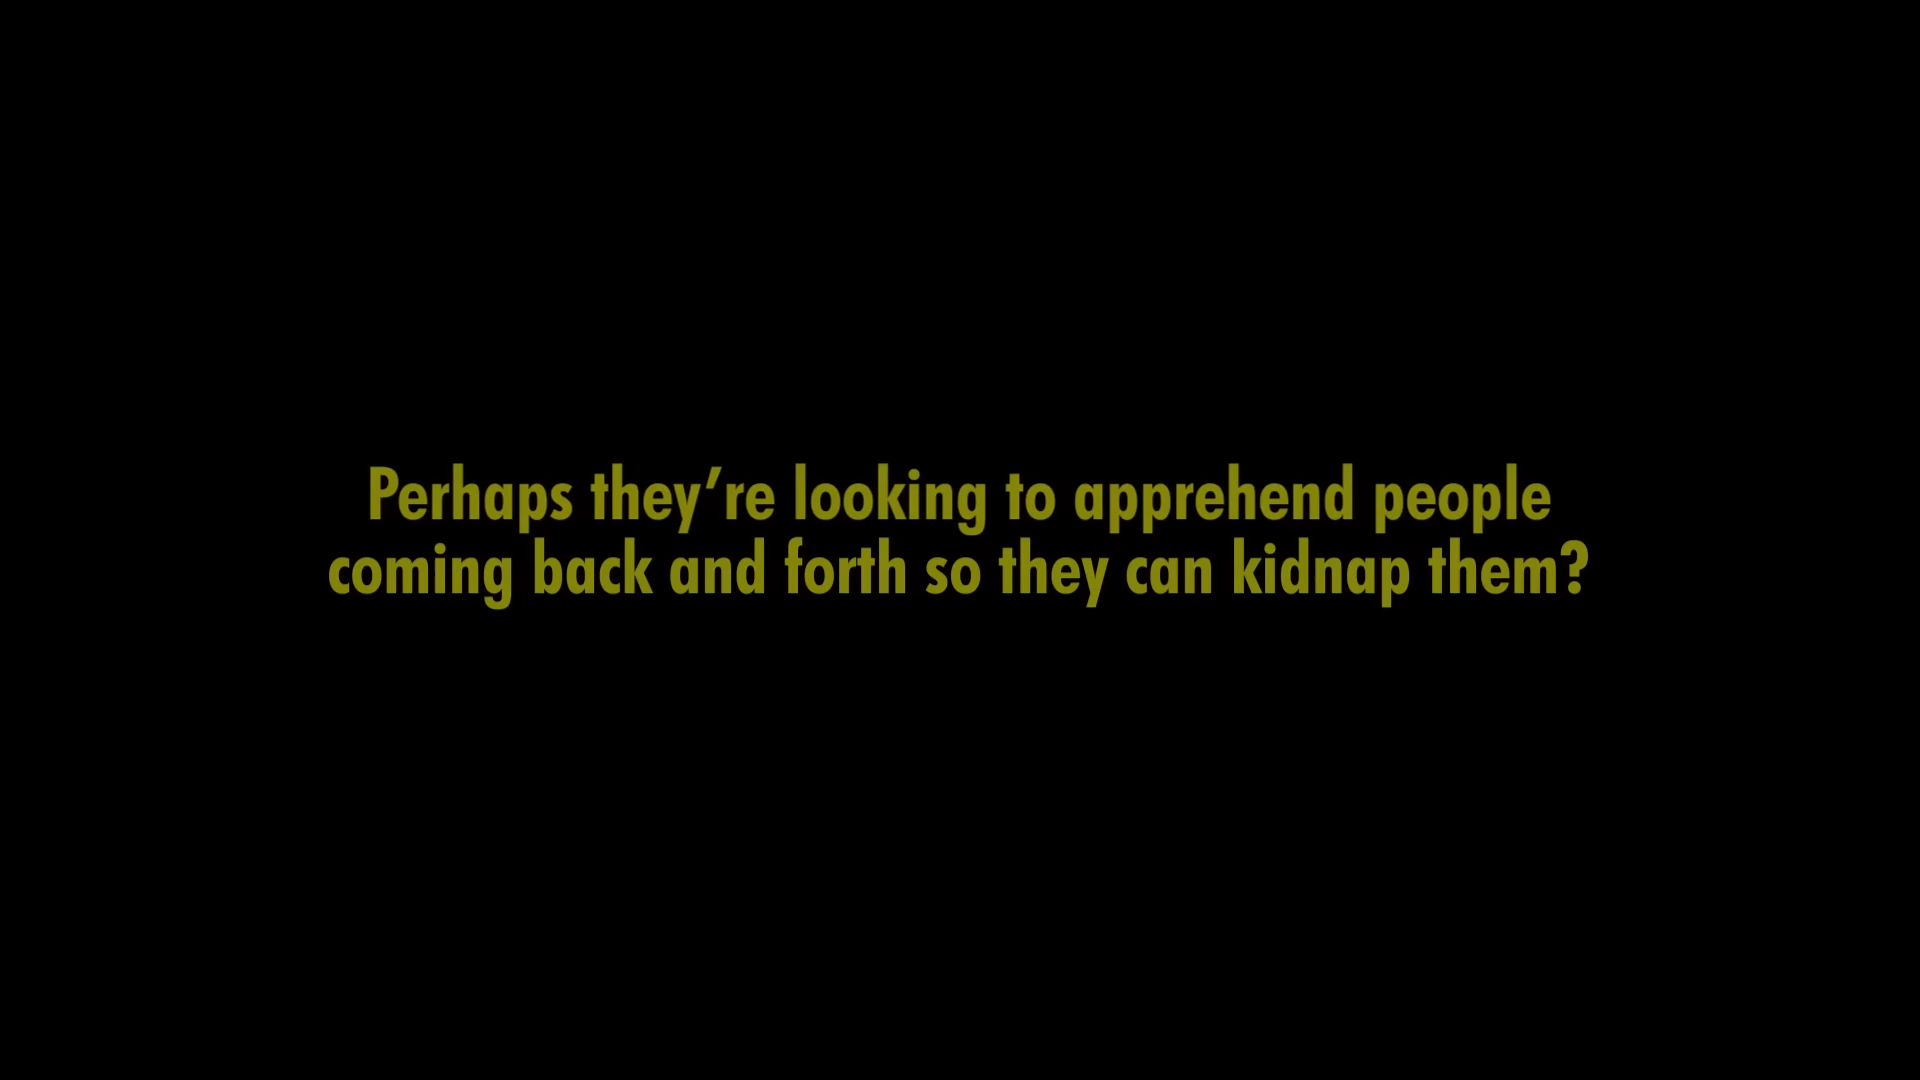 Perhaps they’re looking to apprehend people
coming back and forth so they can kidnap them?